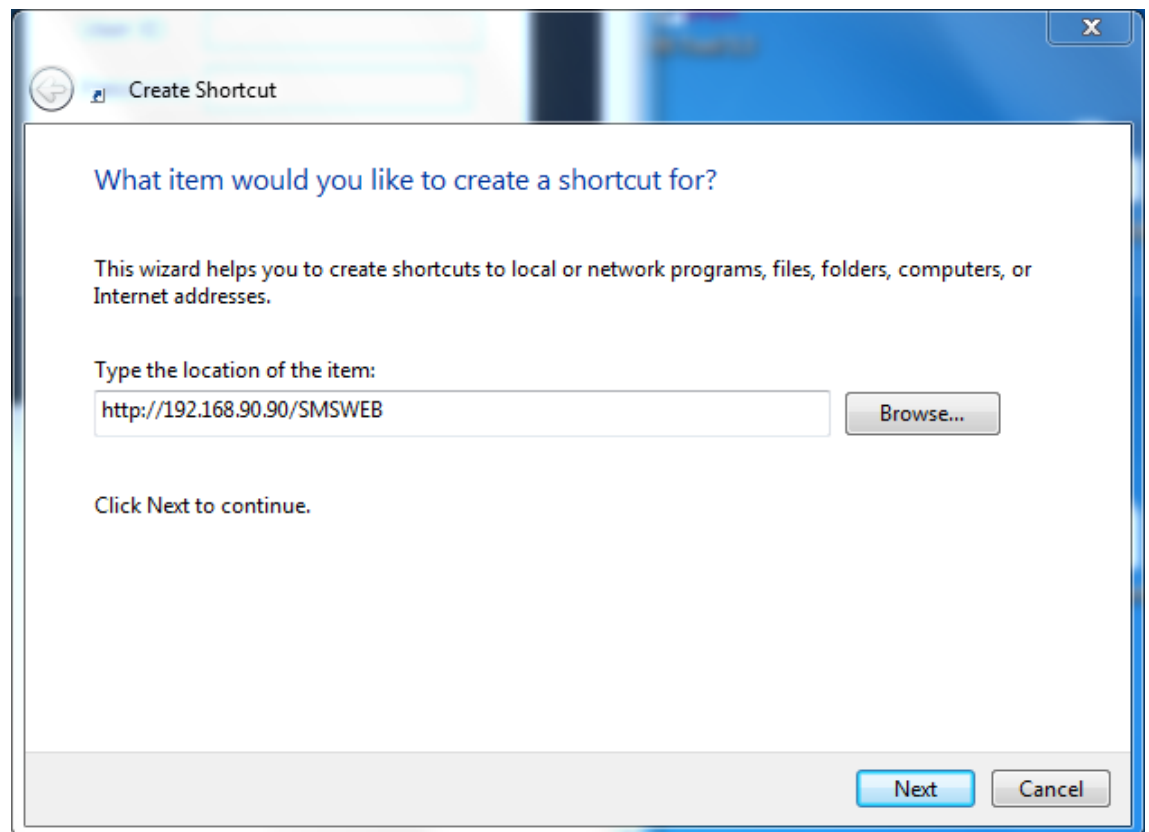 Create Shortcut
What item would you like to create a shortcut for?
This wizard helps you to create shortcuts to local or network programs, files, folders, computers, or
Internet addresses.
Type the location of the item:
http://192.168.90.90/SMSWEB
Browse...
Click Next to continue.
Next
Cancel